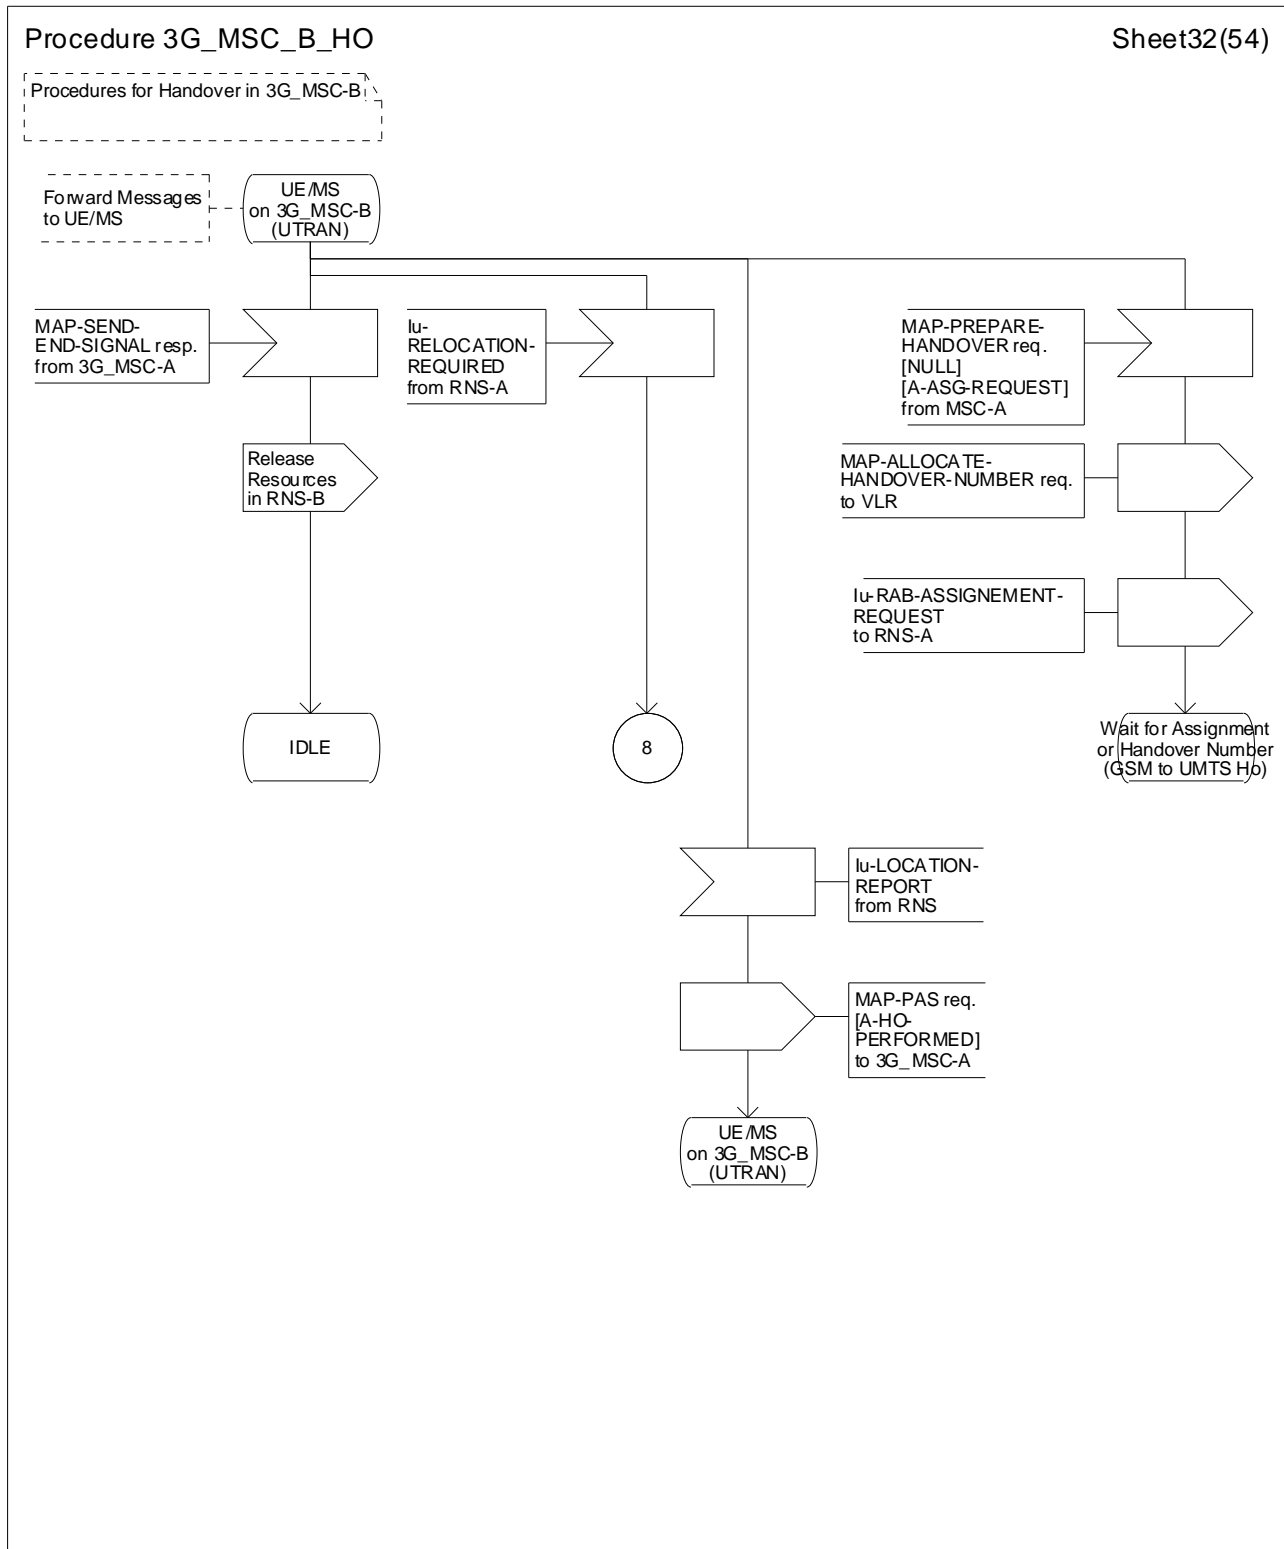 Procedure 3G_MSC_B_HO
Sheet32(54)
Procedures for Handover in 3G_MSC-B
Forward Messages
to UE/MS
UE/MS
on 3G_MSC-B
(UTRAN)
MAP-SEND-
END-SIGNAL resp.
from 3G_MSC-A
Iu-
RELOCATION-
REQUIRED
from RNS-A
MAP-PREPARE-
HANDOVER req.
[NULL]
[A-ASG-REQUEST]
from MSC-A
Release
Resources
in RNS-B
MAP-ALLOCATE-
HANDOVER-NUMBER req.
to VLR
Iu-RAB-ASSIGNEMENT-
REQUEST
to RNS-A
IDLE
8
Wait for Assignment
or Handover Number
(GSM to UMTS Ho)
Iu-LOCATION-
REPORT
from RNS
MAP-PAS req.
[A-HO-
PERFORMED]
to 3G_MSC-A
UE/MS
on 3G_MSC-B
(UTRAN)